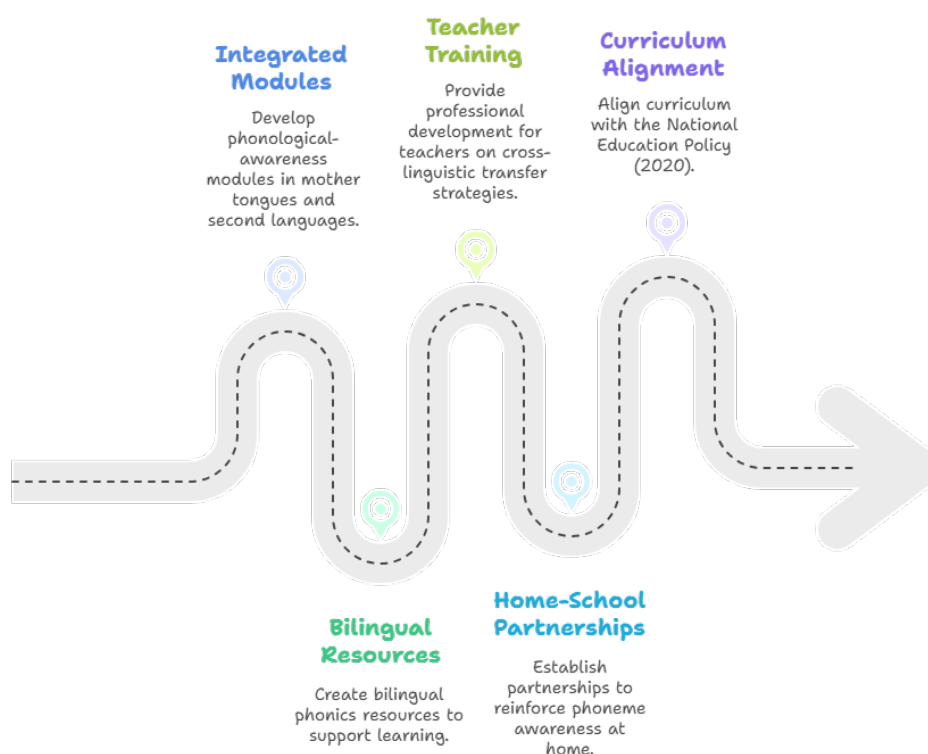 Integrated
Modules
Develop
phonological-
awareness
modules in mother
tongues and
second languages.
Teacher
Training
Provide
professional
development for
teachers on cross-
linguistic transfer
strategies.
Curriculum
Alignment
Align curriculum
with the National
Education Policy
(2020).
Bilingual
Resources
Create bilingual
phonics resources to
support learning.
Home-School
Partnerships
Establish
partnerships to
reinforce phoneme
awareness at
home.